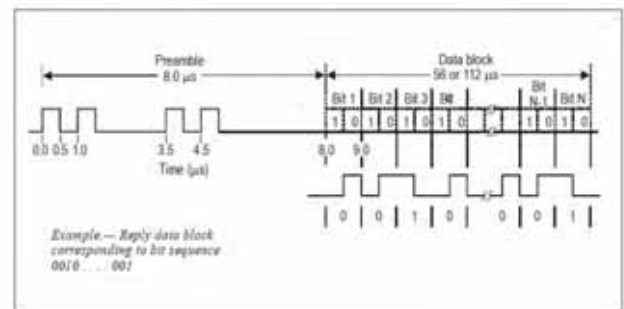 Preamble
8.0 µs
Data block
56 or 112 µs
Bit 1 Bit 2 Bit 3 Bit 4 Bit N-1 Bit N
1 0 1 0 1 0 1 0 1 0 1 0
0.0 0.5 1.0 3.5 4.5 8.0 9.0
Time (µs)
0 0 1 0 0 0 1
Example.— Reply data block
corresponding to bit sequence
0010 . . . . 001